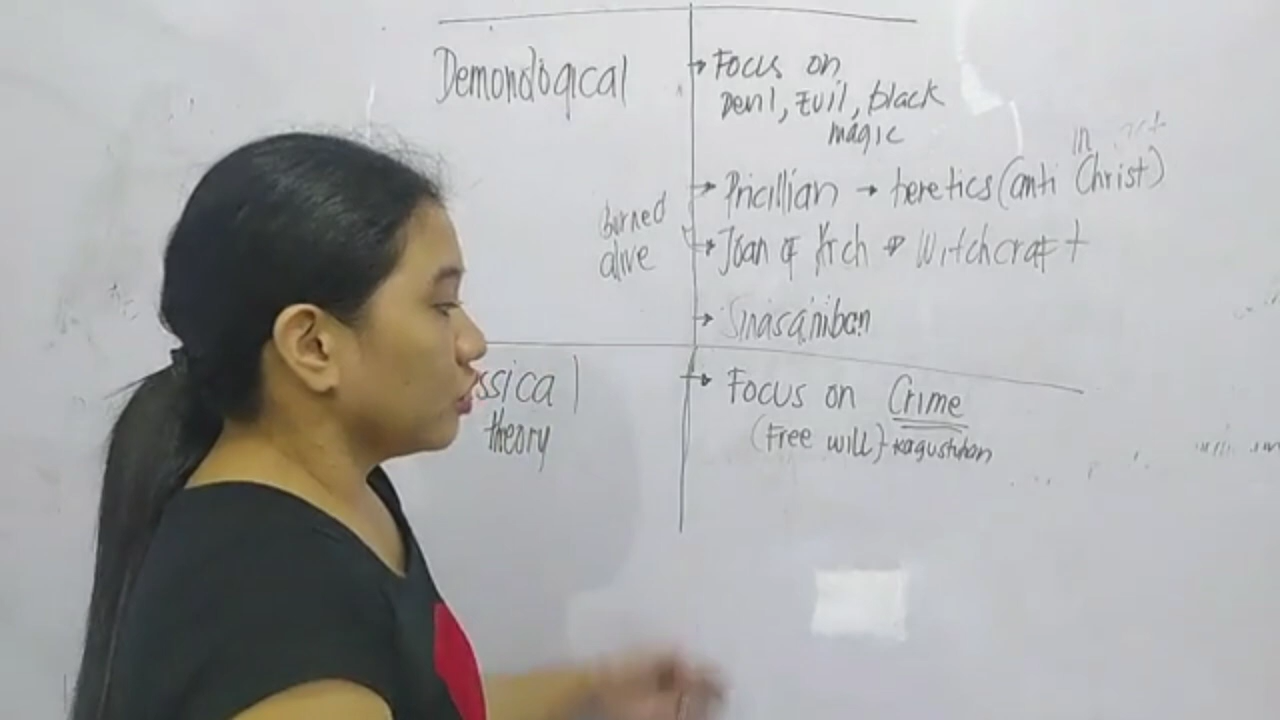 Demonological
→ Focus on
Devil, Evil, black
magic
→ Pricillian → heretics (anti Christ)
in
Burned
alive
→ Joan of Arch → Witchcraft
→ Sinasaniban
ssical
theory
→ Focus on Crime
(Free will) - kagustuhan